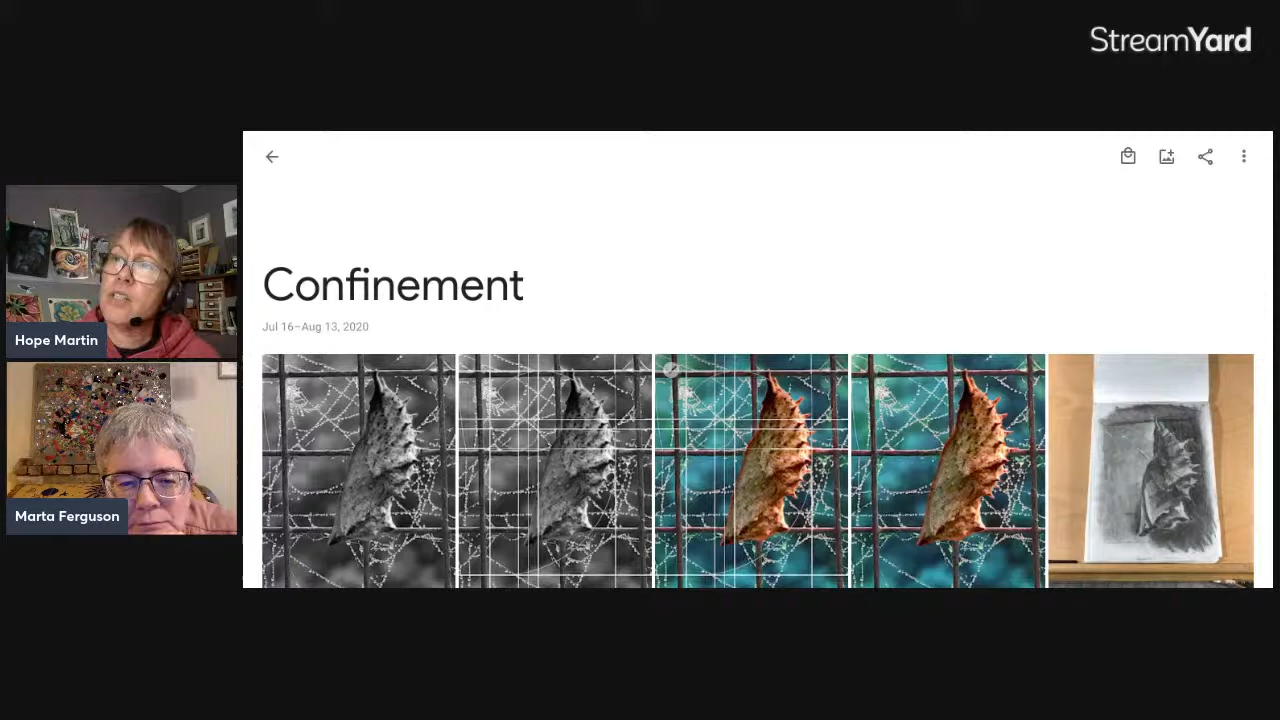 StreamYard
Confinement
Jul 16–Aug 13, 2020
Hope Martin
Marta Ferguson